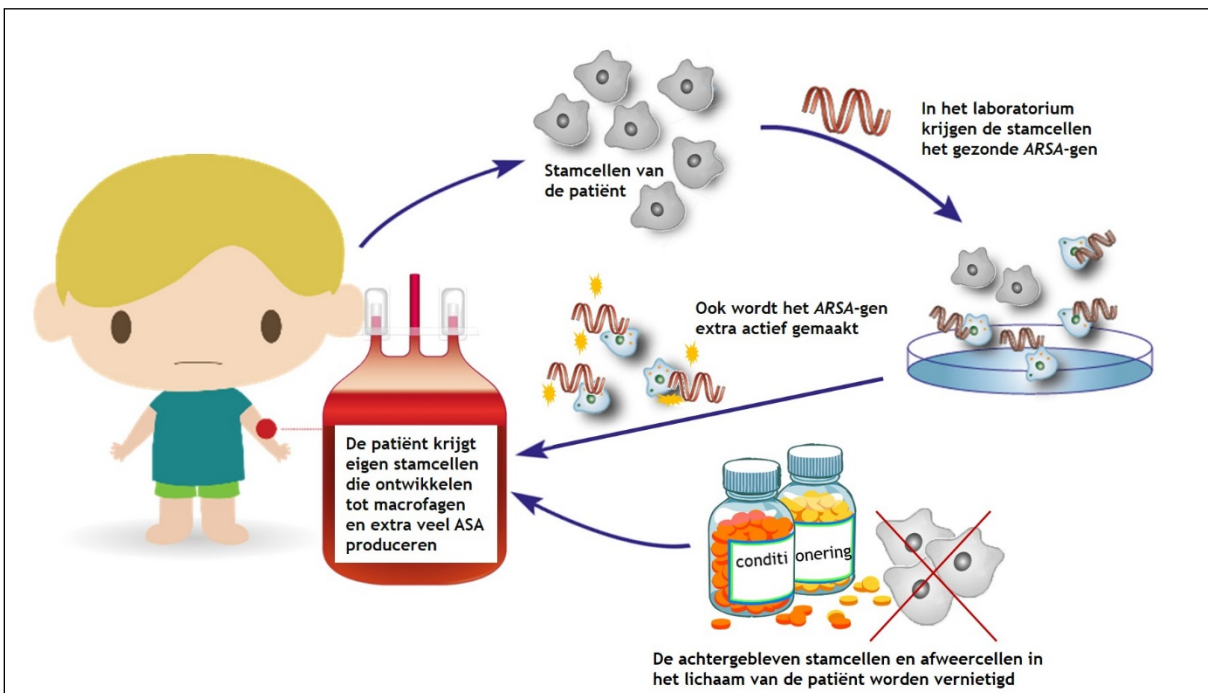 Stamcellen van
de patiënt
In het laboratorium
krijgen de stamcellen
het gezonde ARSA-gen
Ook wordt het ARSA-gen
extra actief gemaakt
De patiënt krijgt
eigen stamcellen
die ontwikkelen
tot macrofagen
en extra veel ASA
produceren
conditi onering
De achtergebleven stamcellen en afweercellen in
het lichaam van de patiënt worden vernietigd